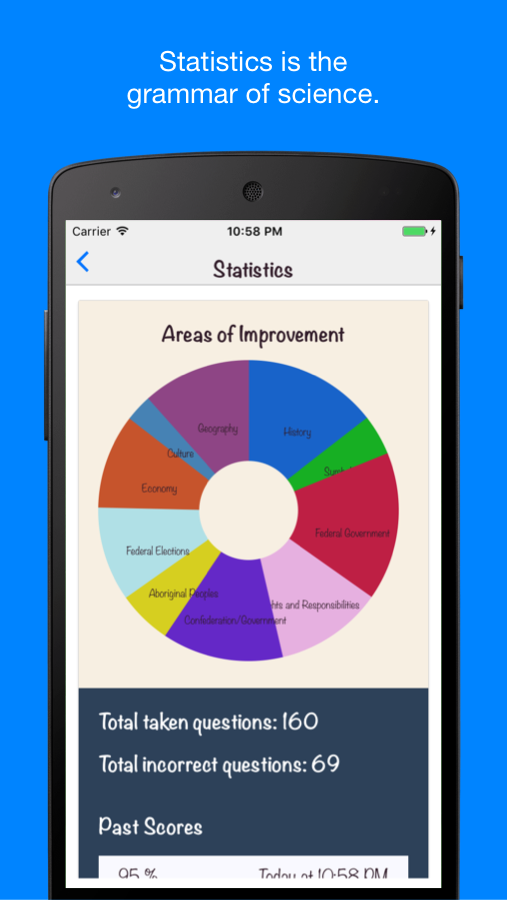 Statistics is the
grammar of science.
Carrier 10:58 PM
Statistics
Areas of Improvement
Geography
History
Culture
Economy
Federal Government
Federal Elections
Aboriginal Peoples
and Responsibilities
Confederation/Government
Total taken questions: 160
Total incorrect questions: 69
Past Scores
95 % Today at 10:58 PM